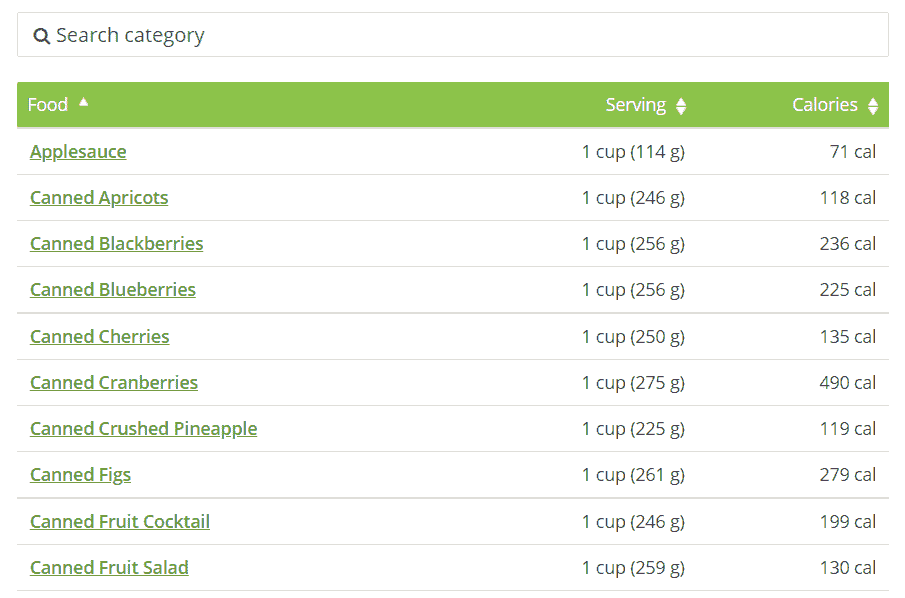 Search category
Food Serving Calories
Applesauce 1 cup (114 g) 71 cal
Canned Apricots 1 cup (246 g) 118 cal
Canned Blackberries 1 cup (256 g) 236 cal
Canned Blueberries 1 cup (256 g) 225 cal
Canned Cherries 1 cup (250 g) 135 cal
Canned Cranberries 1 cup (275 g) 490 cal
Canned Crushed Pineapple 1 cup (225 g) 119 cal
Canned Figs 1 cup (261 g) 279 cal
Canned Fruit Cocktail 1 cup (246 g) 199 cal
Canned Fruit Salad 1 cup (259 g) 130 cal